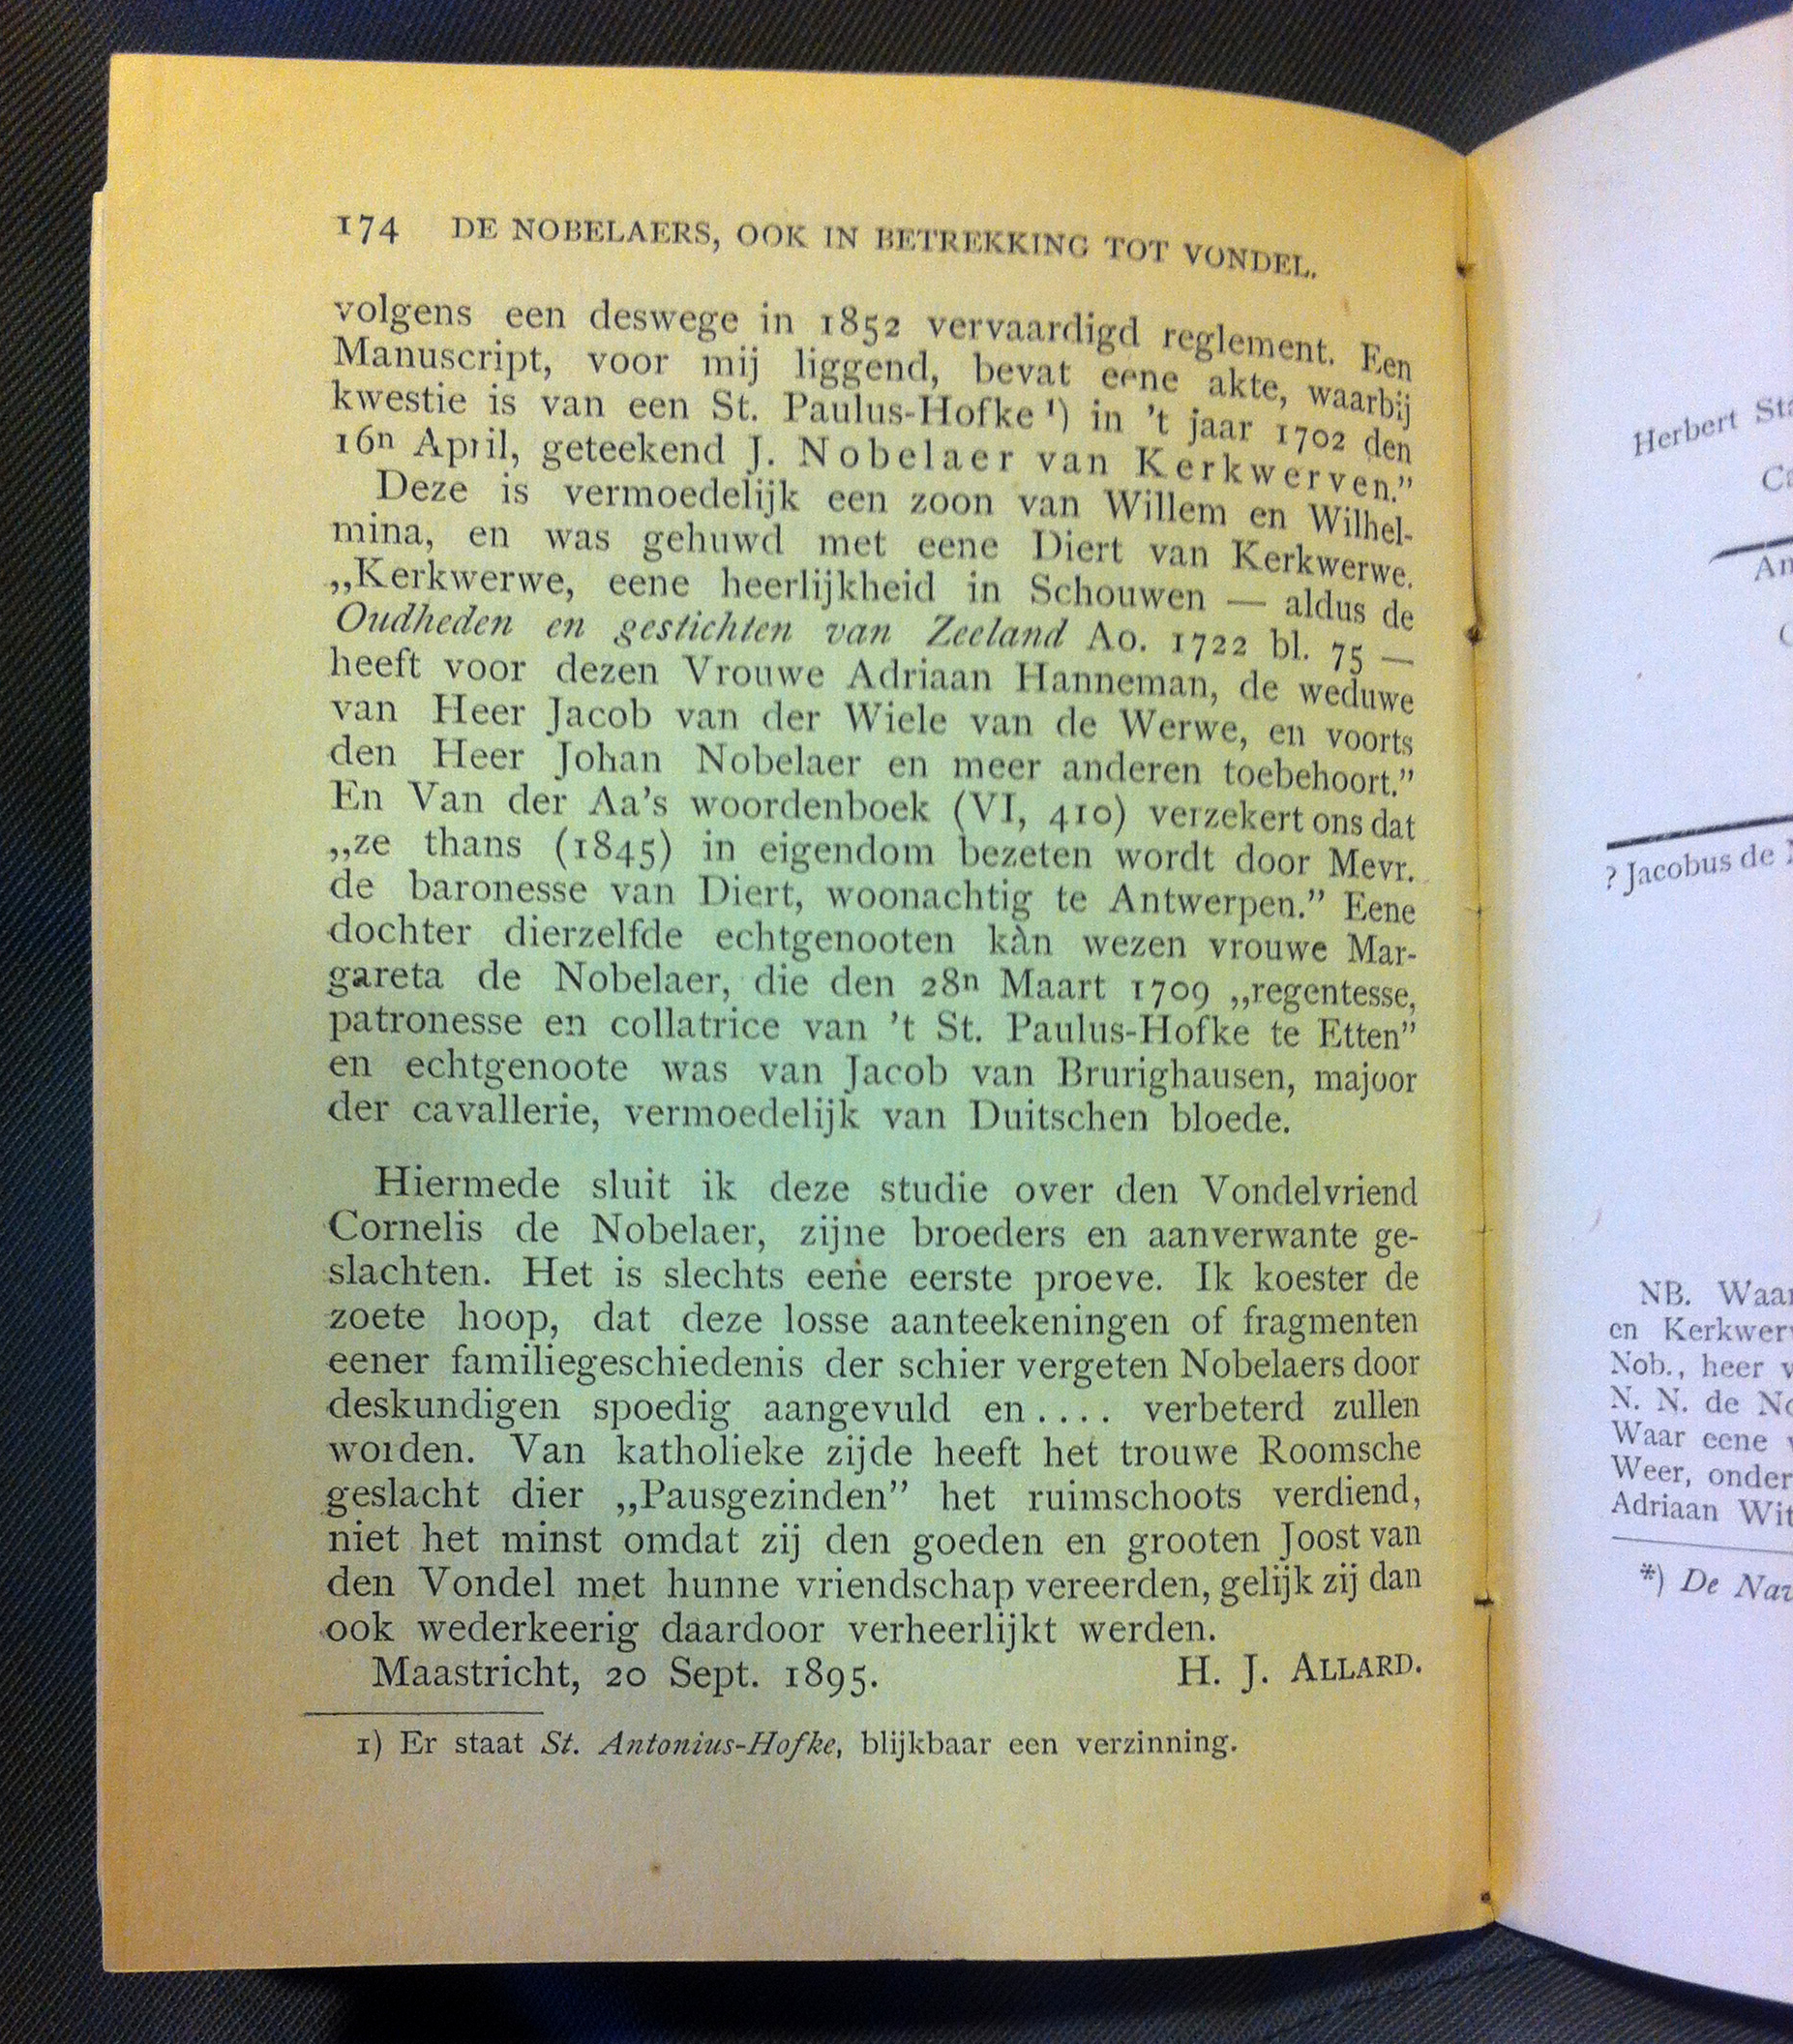 174 DE NOBELAERS, OOK IN BETREKKING TOT VONDEL.
volgens een deswege in 1852 vervaardigd reglement. Een
Manuscript, voor mij liggend, bevat eene akte, waarbij
kwestie is van een St. Paulus-Hofke ¹) in 't jaar 1702 den
16n April, geteekend J. Nobelaer van Kerkwerven.”
Deze is vermoedelijk een zoon van Willem en Wilhel-
mina, en was gehuwd met eene Diert van Kerkwerwe.
„Kerkwerwe, eene heerlijkheid in Schouwen — aldus de
Oudheden en gestichten van Zeeland Ao. 1722 bl. 75 —
heeft voor dezen Vrouwe Adriaan Hanneman, de weduwe
van Heer Jacob van der Wiele van de Werwe, en voorts
den Heer Johan Nobelaer en meer anderen toebehoort.”
En Van der Aa's woordenboek (VI, 410) verzekert ons dat
„ze thans (1845) in eigendom bezeten wordt door Mevr.
de baronesse van Diert, woonachtig te Antwerpen.” Eene
dochter dierzelfde echtgenooten kàn wezen vrouwe Mar-
gareta de Nobelaer, die den 28n Maart 1709 „regentesse,
patronesse en collatrice van 't St. Paulus-Hofke te Etten”
en echtgenoote was van Jacob van Brurighausen, majoor
der cavallerie, vermoedelijk van Duitschen bloede.
Hiermede sluit ik deze studie over den Vondelvriend
Cornelis de Nobelaer, zijne broeders en aanverwante ge-
slachten. Het is slechts eene eerste proeve. Ik koester de
zoete hoop, dat deze losse aanteekeningen of fragmenten
eener familiegeschiedenis der schier vergeten Nobelaers door
deskundigen spoedig aangevuld en.... verbeterd zullen
worden. Van katholieke zijde heeft het trouwe Roomsche
geslacht dier „Pausgezinden” het ruimschoots verdiend,
niet het minst omdat zij den goeden en grooten Joost van
den Vondel met hunne vriendschap vereerden, gelijk zij dan
ook wederkeerig daardoor verheerlijkt werden.
Maastricht, 20 Sept. 1895. H. J. ALLARD.
1) Er staat St. Antonius-Hofke, blijkbaar een verzinning.
Herbert
? Jacobus de
NB.
en
Nob., heer
N. N. de
Waar eene
Weer,
Adriaan
*) De